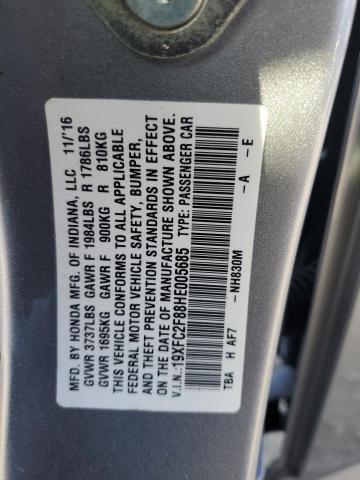 MFD. BY HONDA MFG. OF INDIANA, LLC 11/16
GVWR 3737LBS GAWR F 1984LBS R 1786LBS
GVWR 1695KG GAWR F 900KG R 810KG
THIS VEHICLE CONFORMS TO ALL APPLICABLE
FEDERAL MOTOR VEHICLE SAFETY, BUMPER,
AND THEFT PREVENTION STANDARDS IN EFFECT
ON THE DATE OF MANUFACTURE SHOWN ABOVE.
V.I.N.:19XFC2F88HE005685 TYPE: PASSENGER CAR
NH830M -A -E
TBA H AF7